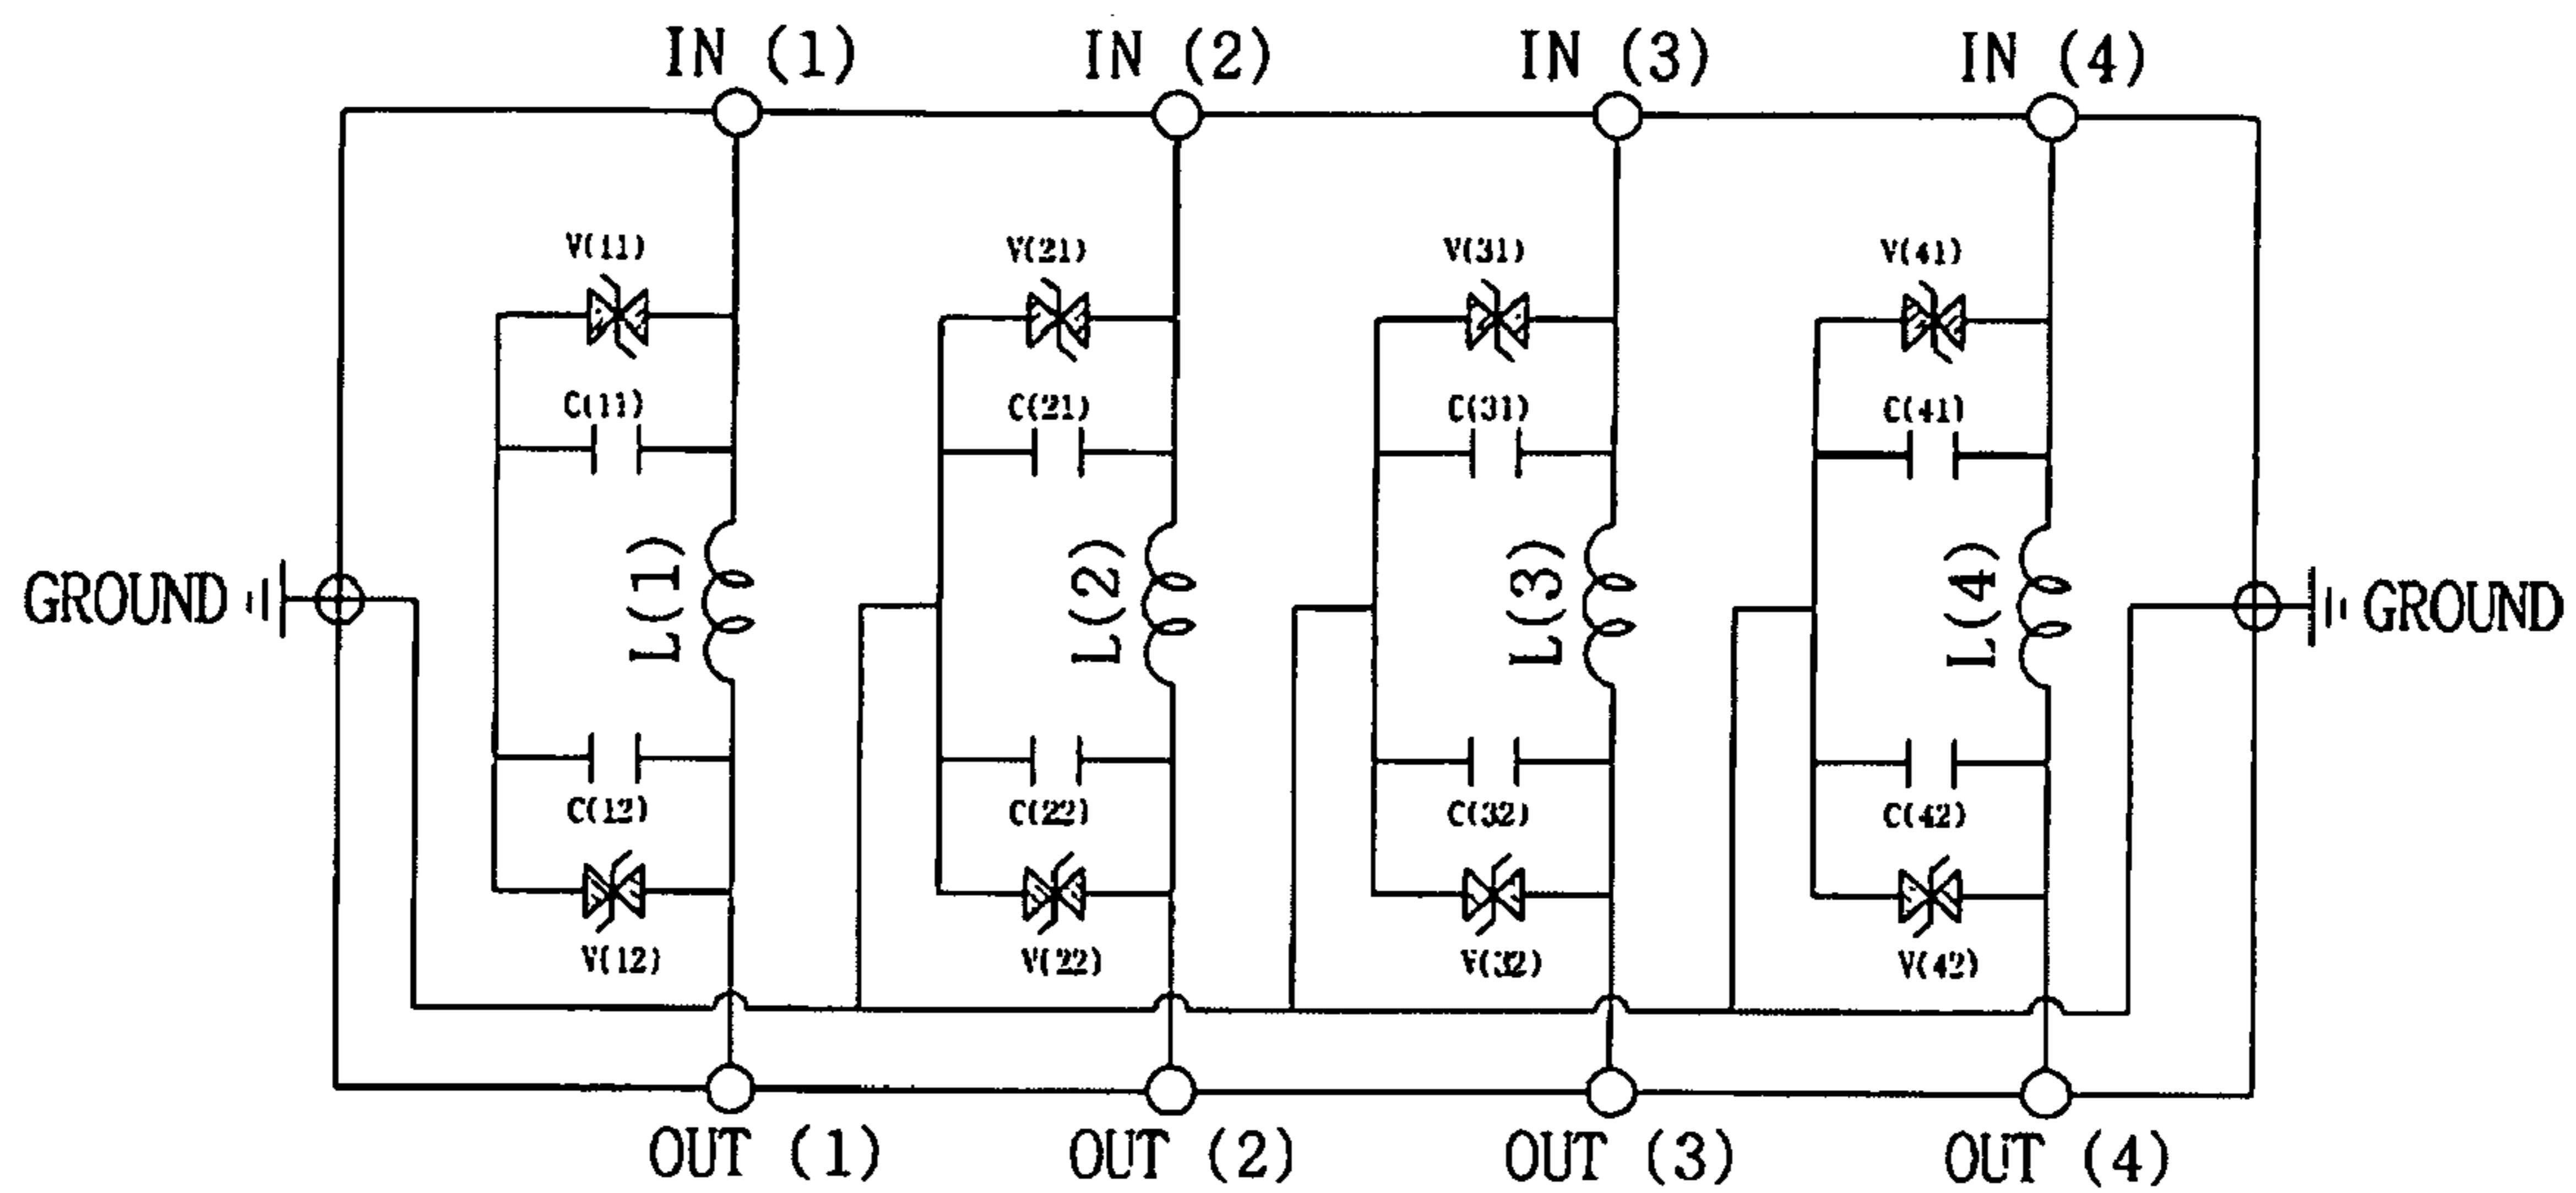 IN (1) IN (2) IN (3) IN (4)
V(11) V(21) V(31) V(41)
C(11) C(21) C(31) C(41)
L(1) L(2) L(3) L(4)
GROUND GROUND
C(12) C(22) C(32) C(42)
V(12) V(22) V(32) V(42)
OUT (1) OUT (2) OUT (3) OUT (4)